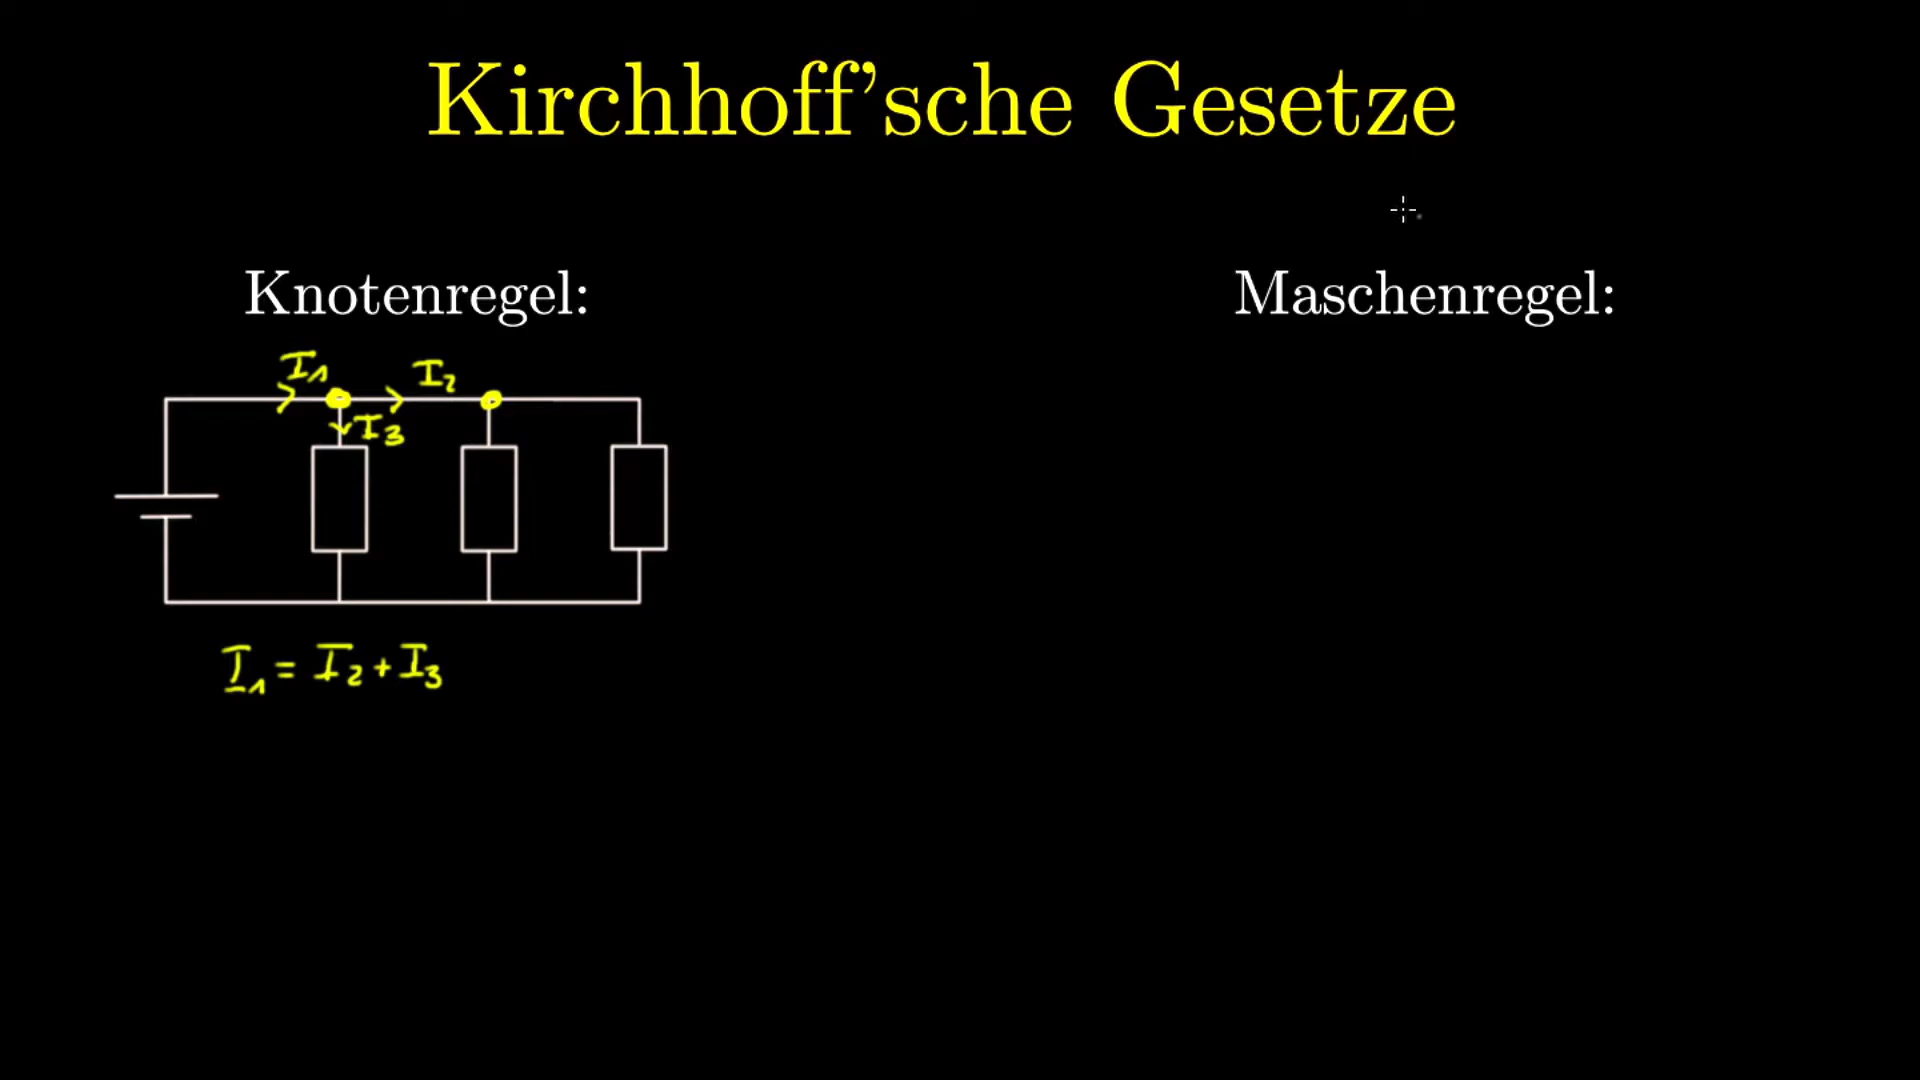 Kirchhoff'sche Gesetze
Knotenregel:
Maschenregel:
I₁
I₂
I₃
I₁ = I₂ + I₃